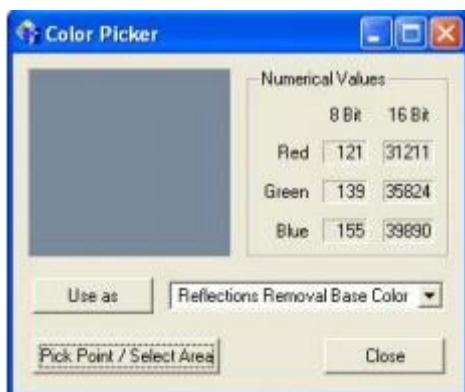 Color Picker
Numerical Values
8 Bit 16 Bit
Red 121 31211
Green 139 35824
Blue 155 39890
Use as Reflections Removal Base Color
Pick Point / Select Area Close